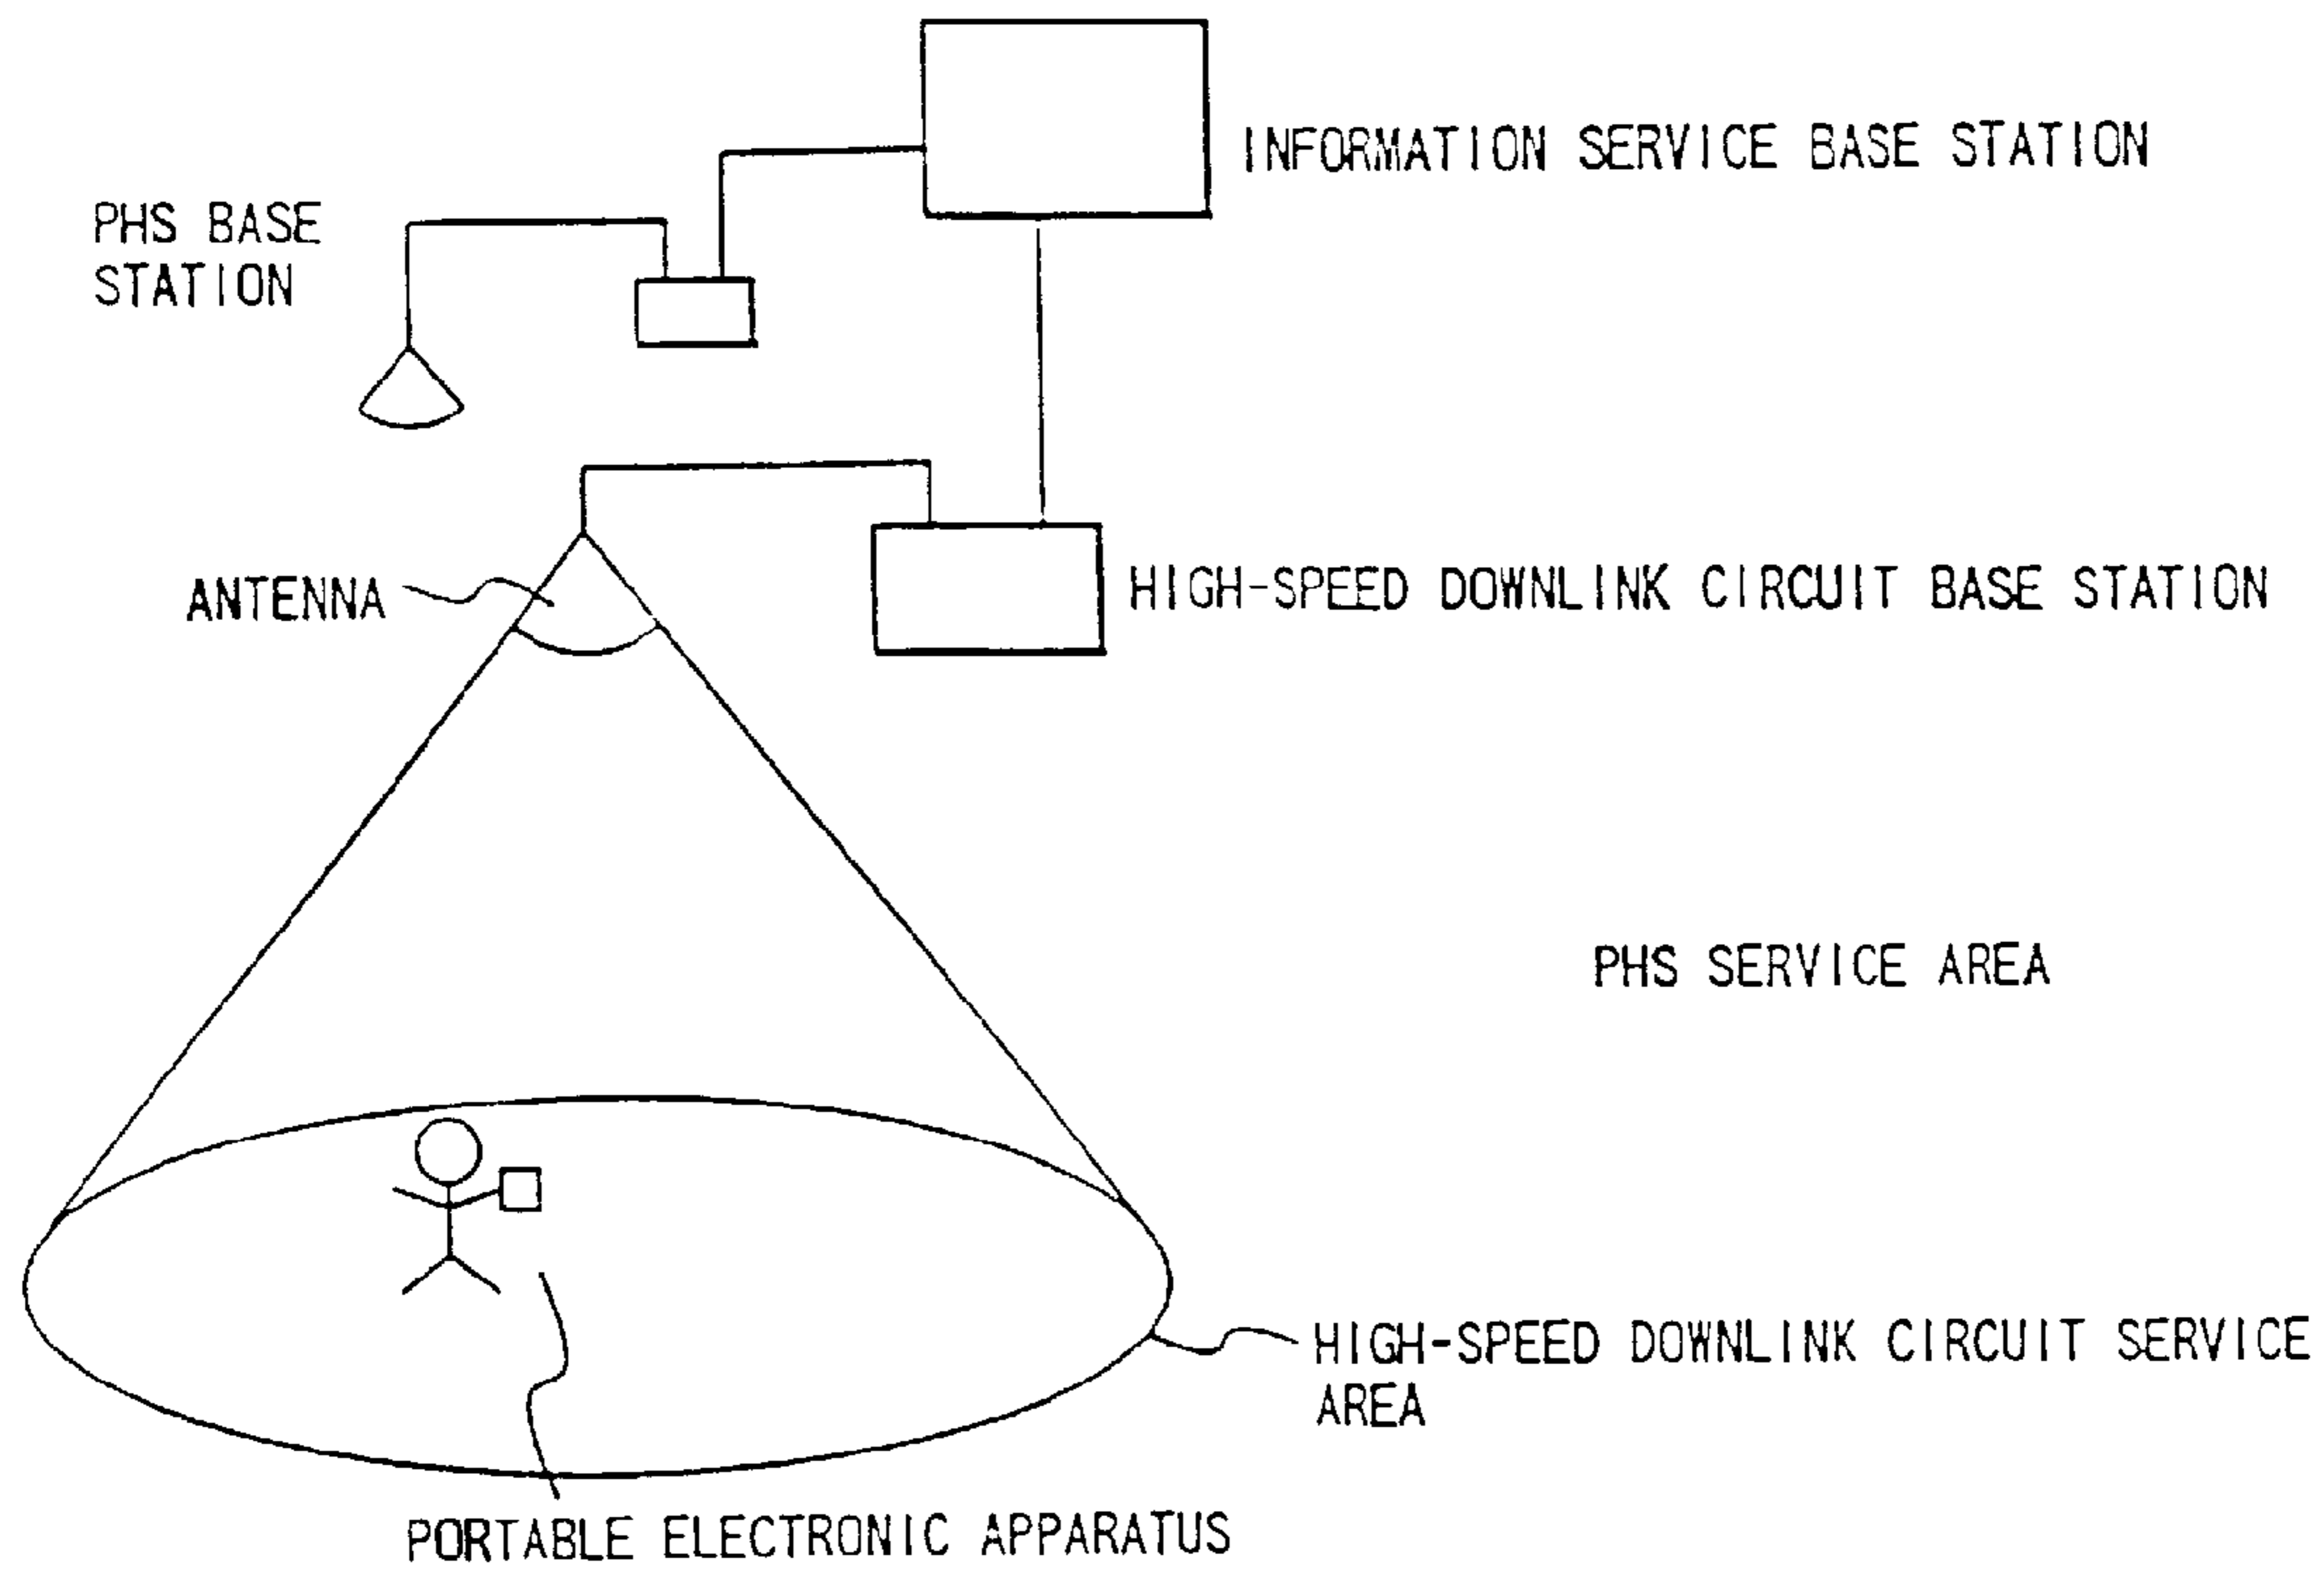 INFORMATION SERVICE BASE STATION
PHS BASE
STATION
ANTENNA
HIGH-SPEED DOWNLINK CIRCUIT BASE STATION
PHS SERVICE AREA
HIGH-SPEED DOWNLINK CIRCUIT SERVICE
AREA
PORTABLE ELECTRONIC APPARATUS